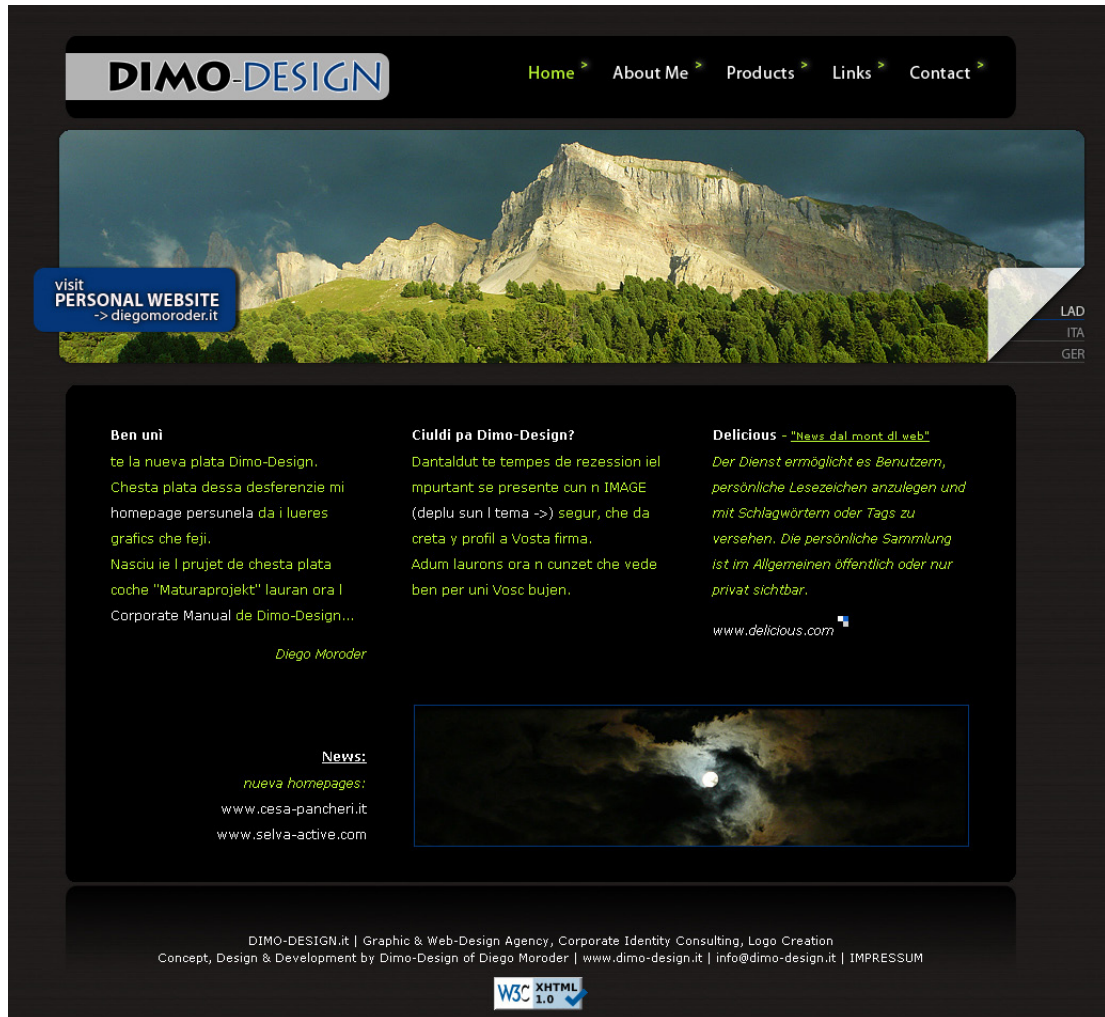 DIMO-DESIGN
Home > About Me > Products > Links > Contact >
visit
PERSONAL WEBSITE
-> diegomoroder.it
LAD
ITA
GER
Ben unì
te la nueva plata Dimo-Design.
Chesta plata dessa desferenzie mi
homepage persunela da i lueres
grafics che feji.
Nasciu ie l prujet de chesta plata
coche "Maturaprojekt" lauran ora l
Corporate Manual de Dimo-Design...
Diego Moroder
Ciuldi pa Dimo-Design?
Dantaldut te tempes de rezession iel
mpurtant se presente cun n IMAGE
(deplu sun l tema ->) segur, che da
creta y profil a Vosta firma.
Adum laurons ora n cunzet che vede
ben per uni Vosc bujen.
Delicious - "News dal mont dl web"
Der Dienst ermöglicht es Benutzern,
persönliche Lesezeichen anzulegen und
mit Schlagwörtern oder Tags zu
versehen. Die persönliche Sammlung
ist im Allgemeinen öffentlich oder nur
privat sichtbar.
www.delicious.com
News:
nueva homepages:
www.cesa-pancheri.it
www.selva-active.com
DIMO-DESIGN.it | Graphic & Web-Design Agency, Corporate Identity Consulting, Logo Creation
Concept, Design & Development by Dimo-Design of Diego Moroder | www.dimo-design.it | info@dimo-design.it | IMPRESSUM
W3C XHTML
1.0